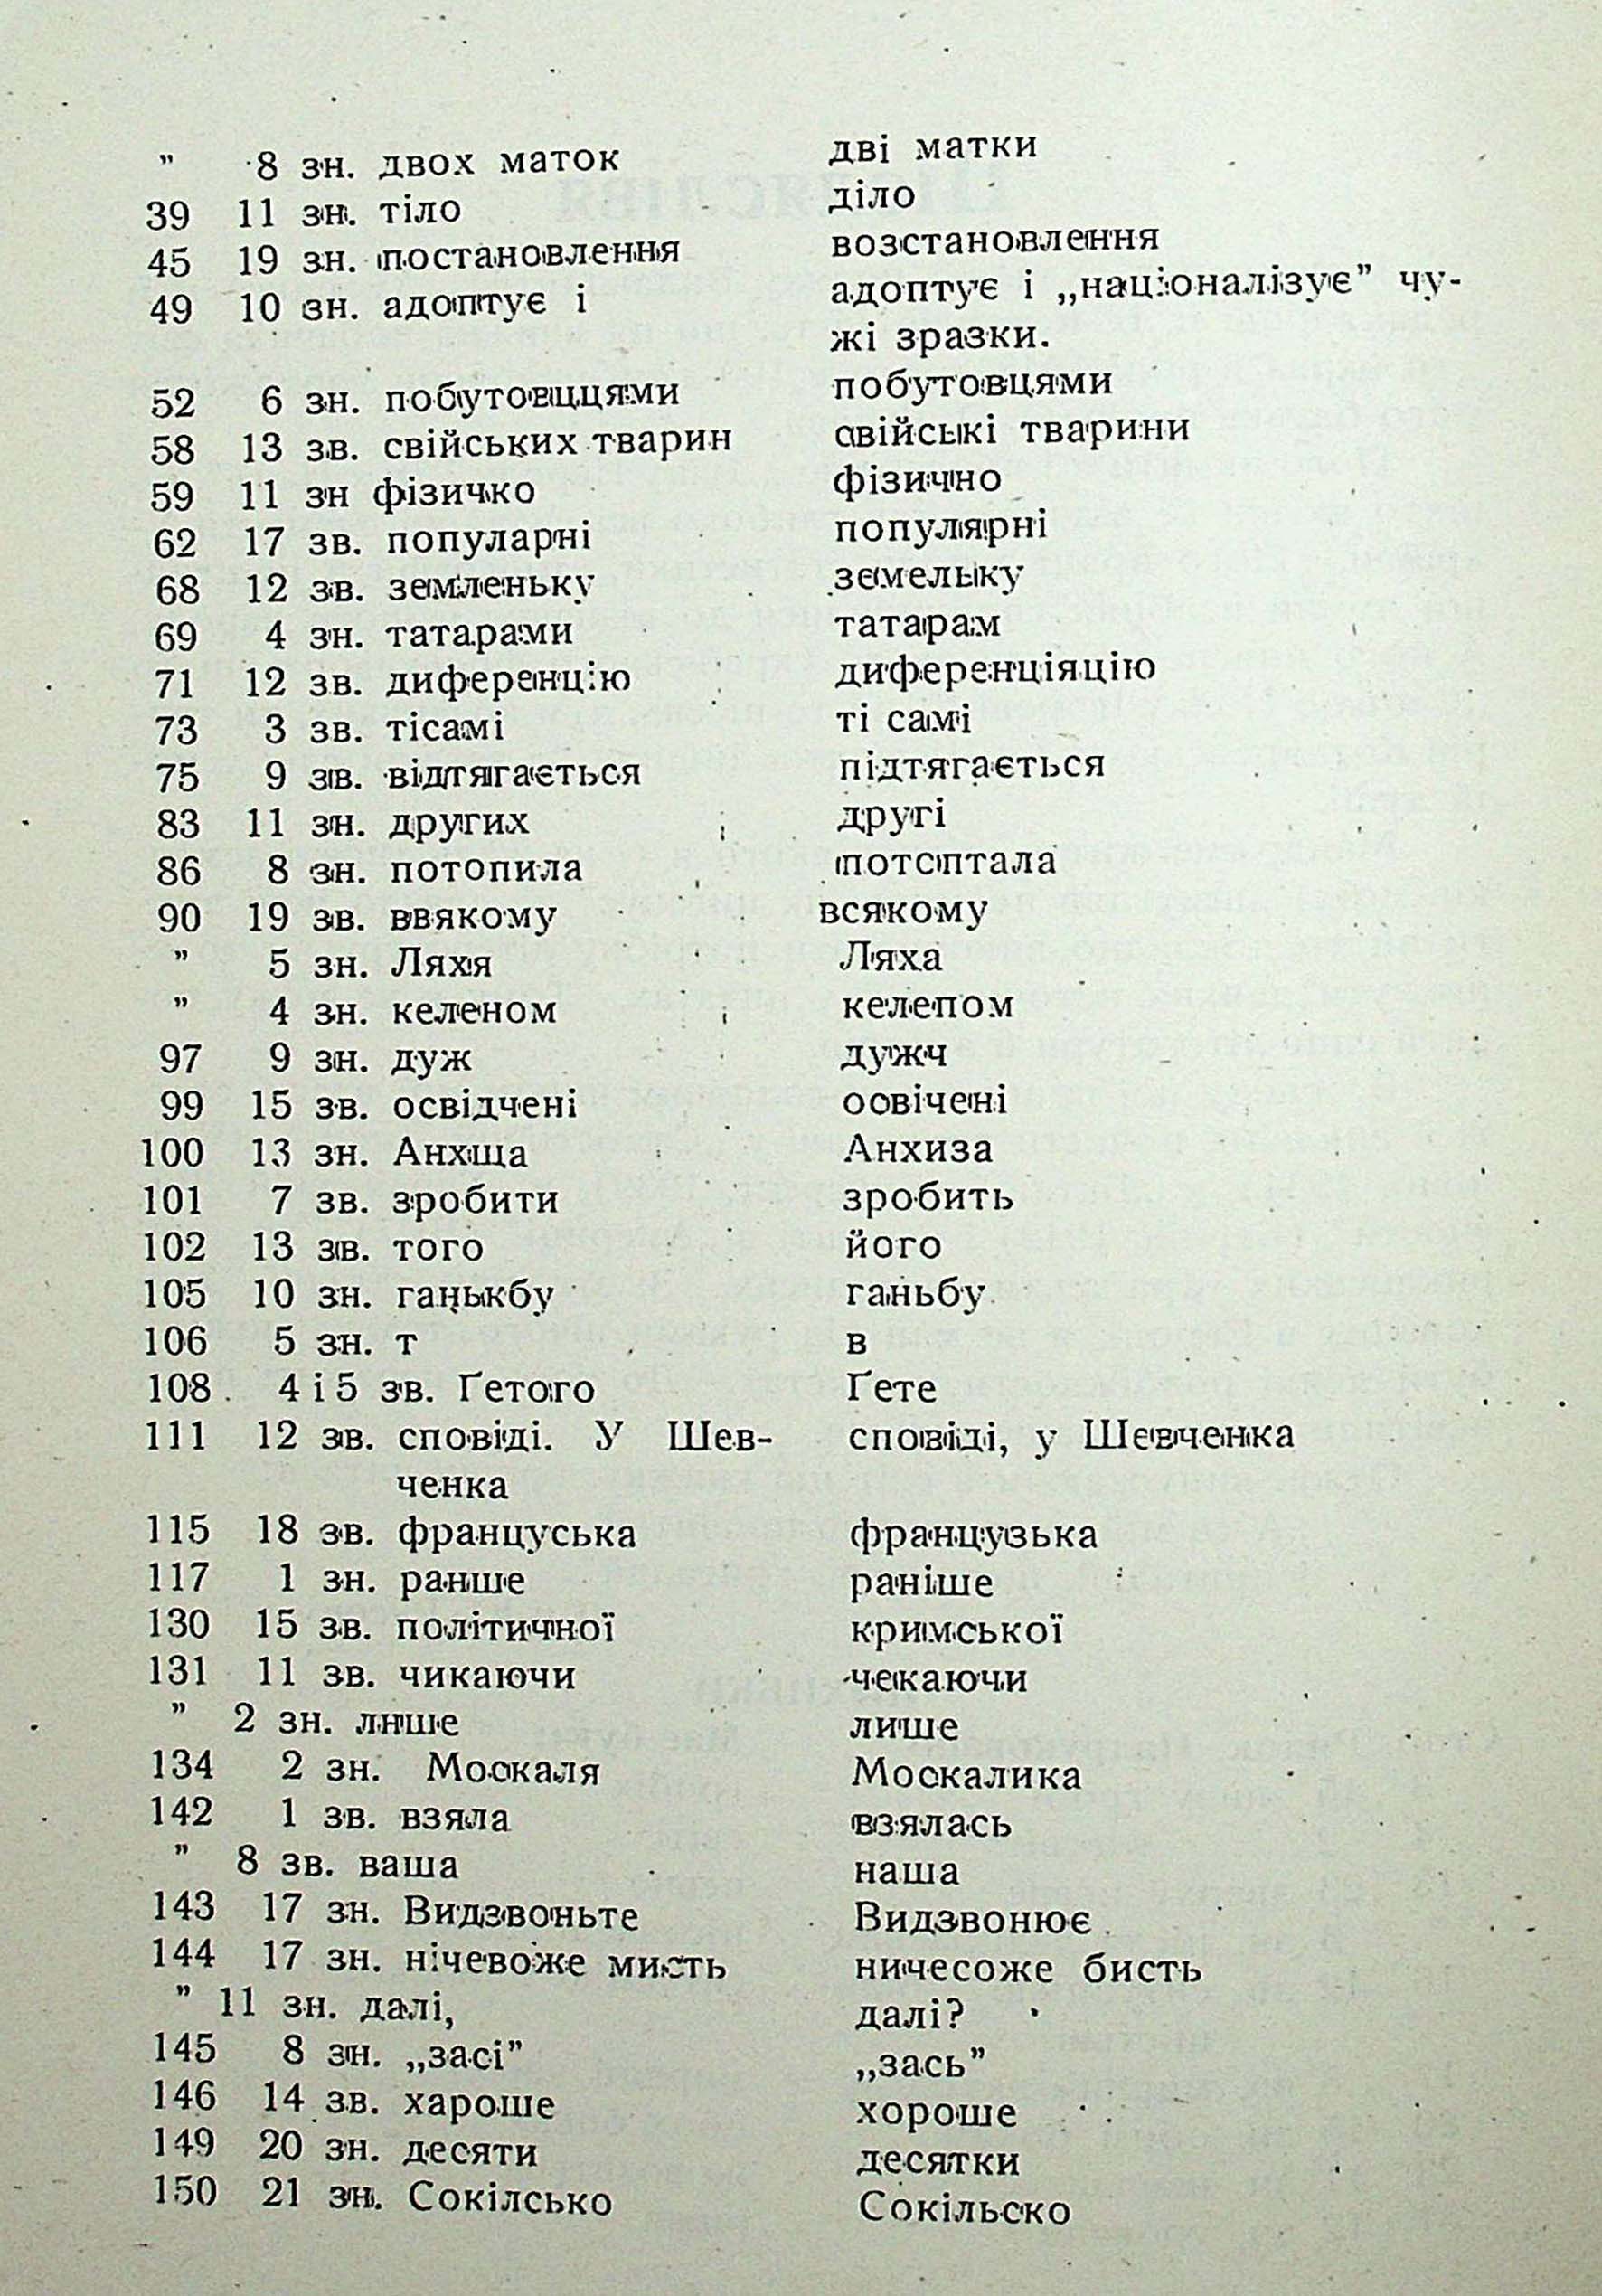 " 8 зн. двох маток дві матки
39 11 зн. тіло діло
45 19 зн. постановлення возстановлення
49 10 зн. адоптує і адоптує і „націоналізує” чу-
жі зразки.
52 6 зн. побутовіццями побутовцями
58 13 зв. свійських тварин свійські тварини
59 11 зн фізичко фізично
62 17 зв. популарні популярні
68 12 зв. земіленьку земельку
69 4 зн. татарами татарам
71 12 зв. диференцію диференціяцію
73 3 зв. тісамі ті самі
75 9 зв. відтягається підтягається
83 11 зн. других другі
86 8 зн. потопила потоптала
90 19 зв. ввякому всякому
" 5 зн. Ляхія Ляха
" 4 зн. келеном келепом
97 9 зн. дуж дужч
99 15 зв. освідчені освічені
100 13 зн. Анхіща Анхиза
101 7 зв. зробити зробить
102 13 зв. того його
105 10 зн. ганькбу ганьбу
106 5 зн. т в
108 4 і 5 зв. Ґетого Ґете
111 12 зв. сповіді. У Шев- сповіді, у Шевченка
ченка
115 18 зв. француська французька
117 1 зн. ранше раніше
130 15 зв. політичної кримської
131 11 зв. чикаючи чекаючи
" 2 зн. лнше лише
134 2 зн. Москаля Москалика
142 1 зв. взяла взялась
" 8 зв. ваша наша
143 17 зн. Видзвоньте Видзвонює
144 17 зн. нічевоже мисть ничесоже бисть
" 11 зн. далі, далі?
145 8 зн. „засі” „зась”
146 14 зв. хароше хороше
149 20 зн. десяти десятки
150 21 зн. Сокілсько Сокільско